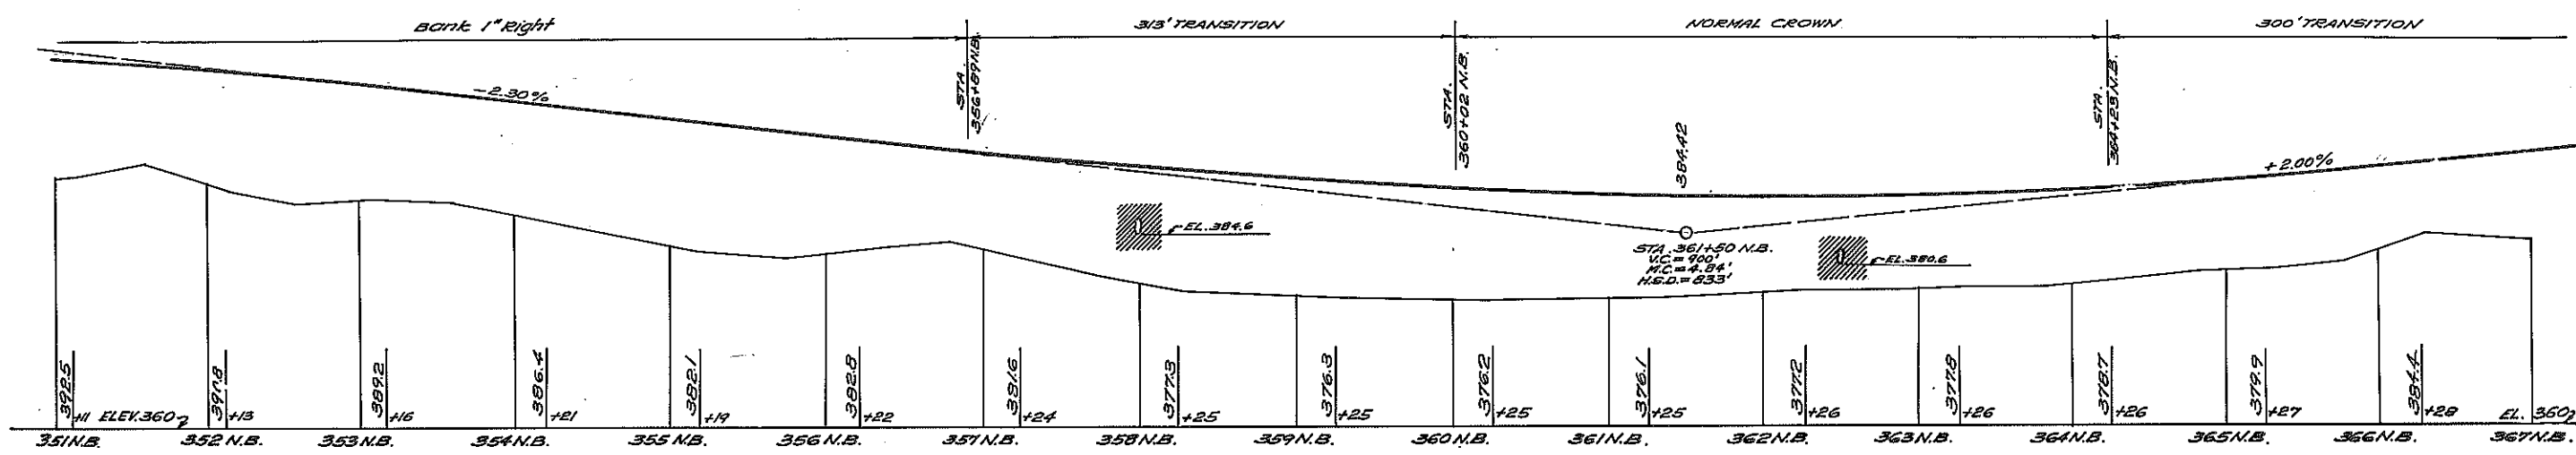 Bank 1" Right
313' TRANSITION
NORMAL CROWN
300' TRANSITION
-2.30%
STA.
356+89 N.B.
STA.
360+02 N.B.
384.42
STA.
364+23 N.B.
+2.00%
EL. 384.6
STA. 361+50 N.B.
V.C. = 900'
M.C. = 4.84'
H.S.D. = 833'
EL. 380.6
392.5
390.8
389.2
386.4
382.1
382.8
381.6
377.3
376.3
376.2
376.1
377.2
377.8
378.7
379.9
384.4
+11 ELEV. 360
+13
+16
+21
+19
+22
+24
+25
+25
+25
+25
+26
+26
+26
+27
+28
EL. 360
351 N.B.
352 N.B.
353 N.B.
354 N.B.
355 N.B.
356 N.B.
357 N.B.
358 N.B.
359 N.B.
360 N.B.
361 N.B.
362 N.B.
363 N.B.
364 N.B.
365 N.B.
366 N.B.
367 N.B.